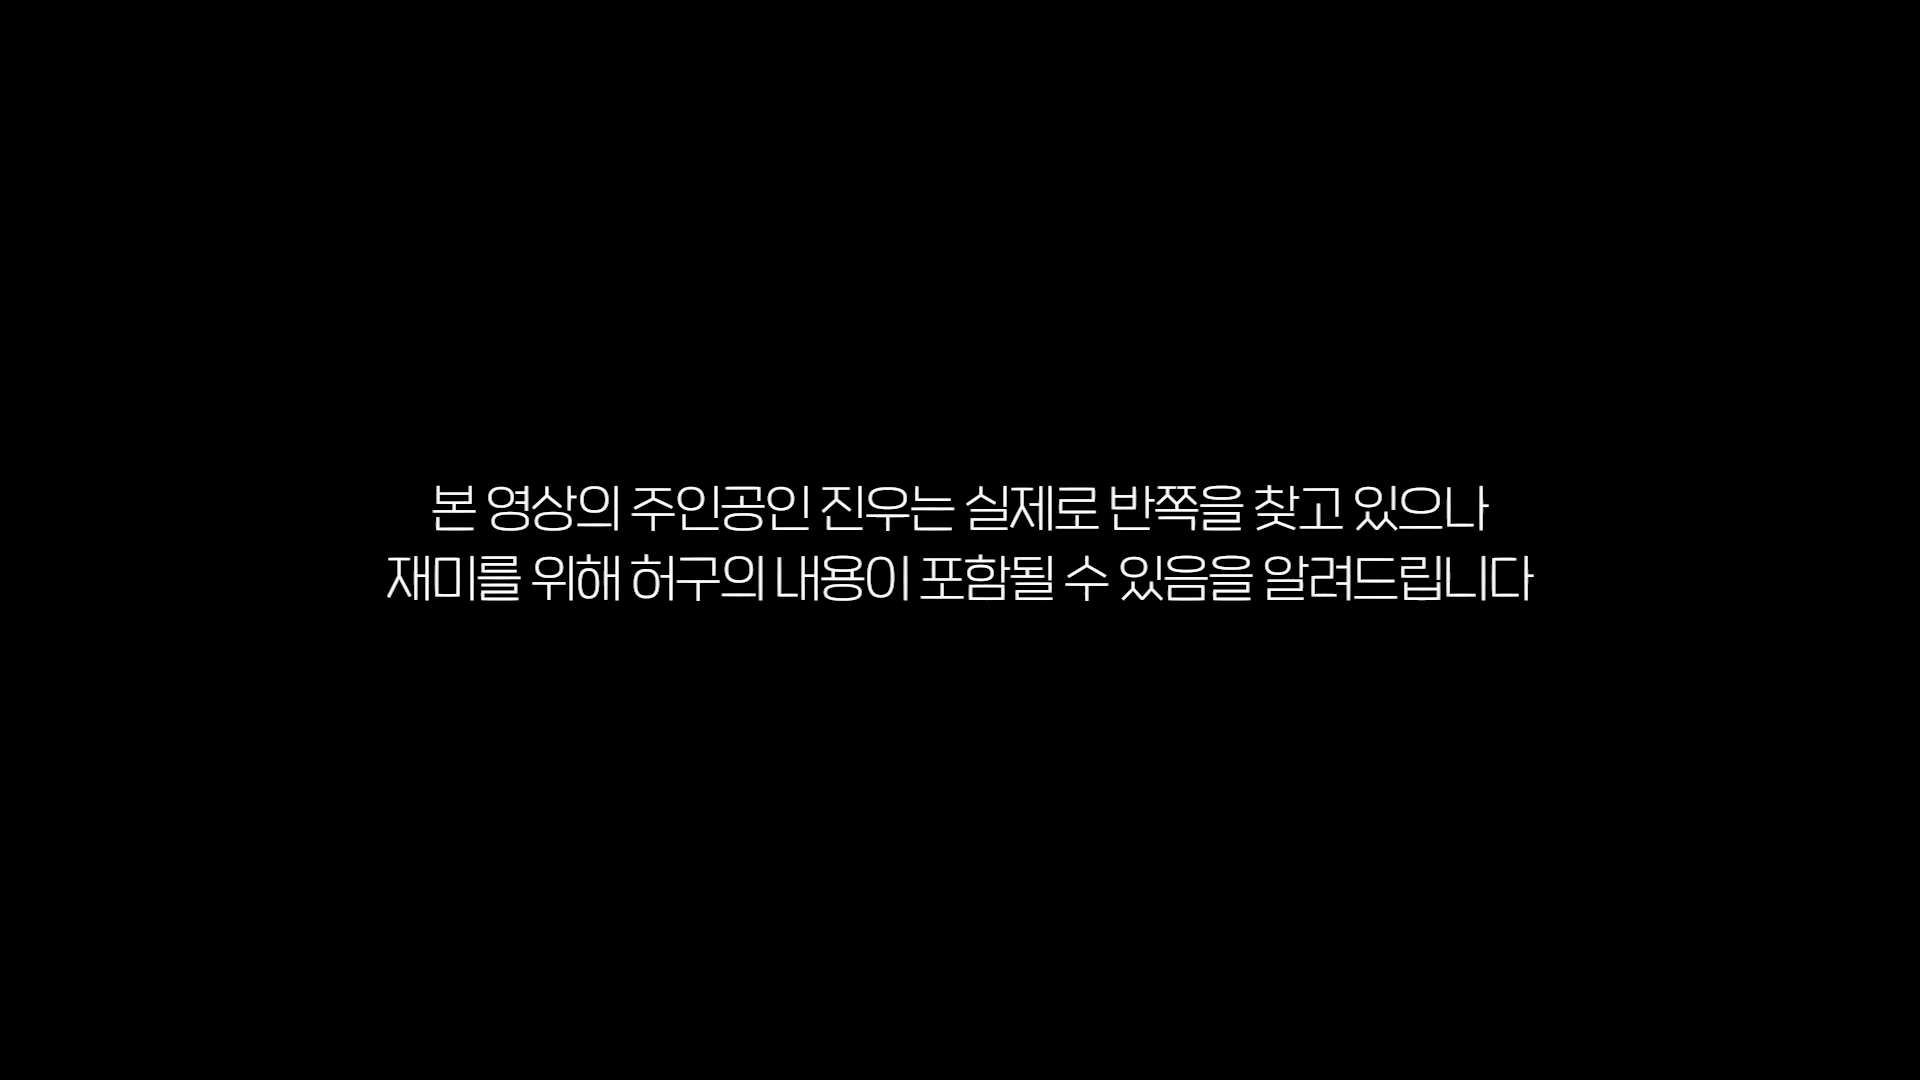 본 영상의 주인공인 진우는 실제로 반쪽을 찾고 있으나
재미를 위해 허구의 내용이 포함될 수 있음을 알려드립니다